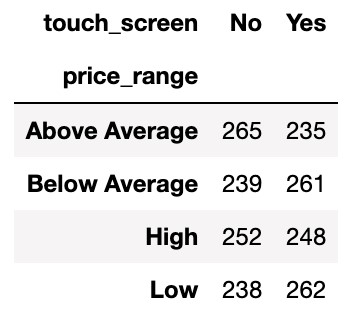 touch_screen No Yes
price_range
Above Average 265 235
Below Average 239 261
High 252 248
Low 238 262